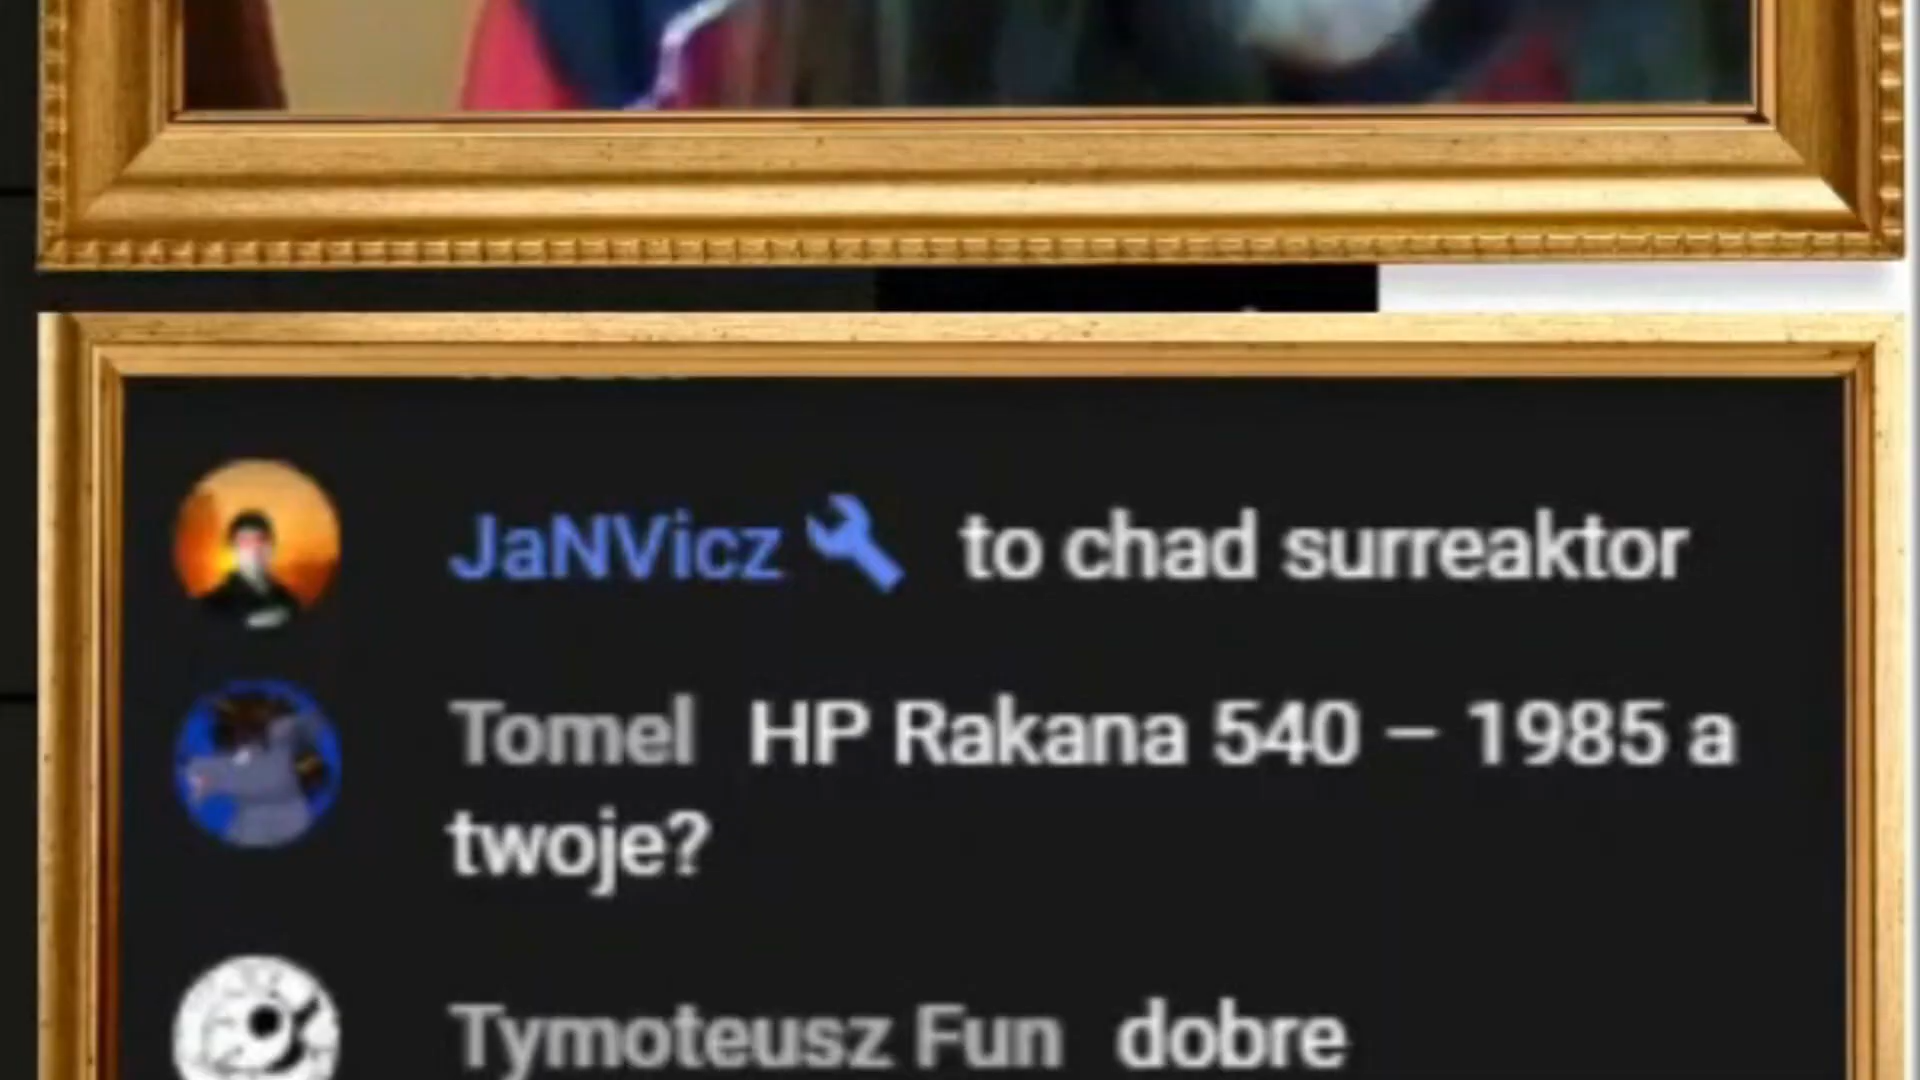 JaNVicz to chad surreaktor
Tomel HP Rakana 540 – 1985 a
twoje?
Tymoteusz Fun dobre